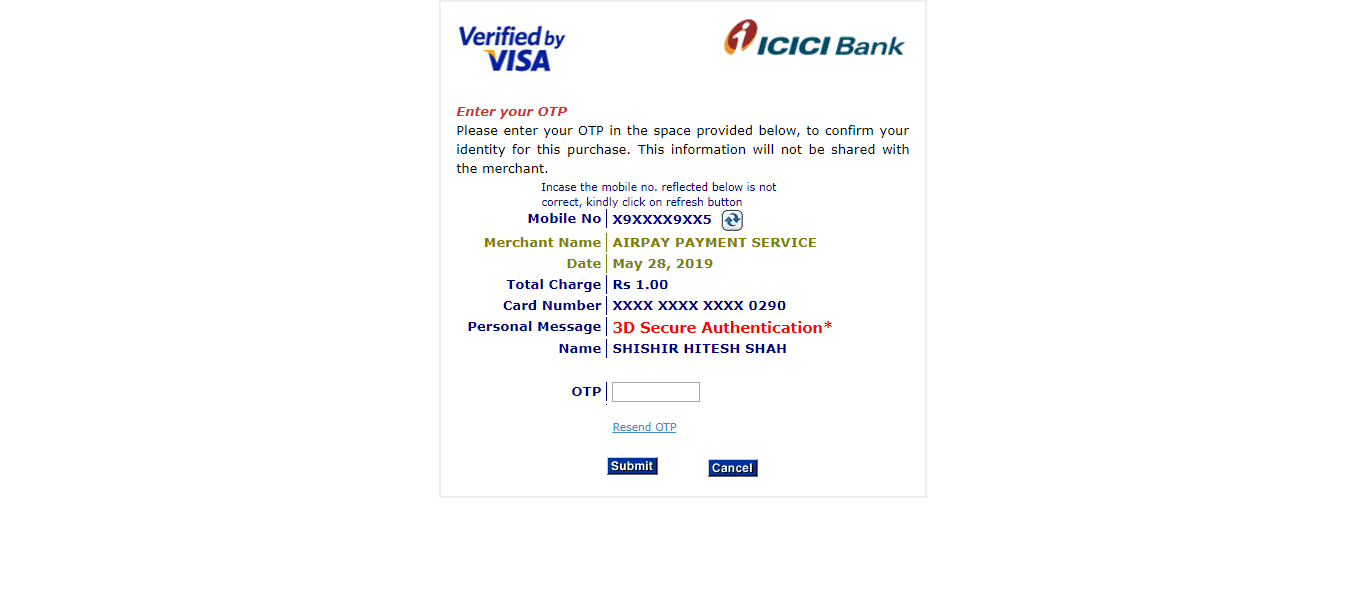 Verified by
VISA
ICICI Bank
Enter your OTP
Please enter your OTP in the space provided below, to confirm your
identity for this purchase. This information will not be shared with
the merchant.
Incase the mobile no. reflected below is not
correct, kindly click on refresh button
Mobile No X9XXXX9XX5
Merchant Name AIRPAY PAYMENT SERVICE
Date May 28, 2019
Total Charge Rs 1.00
Card Number XXXX XXXX XXXX 0290
Personal Message 3D Secure Authentication*
Name SHISHIR HITESH SHAH
OTP
Resend OTP
Submit Cancel